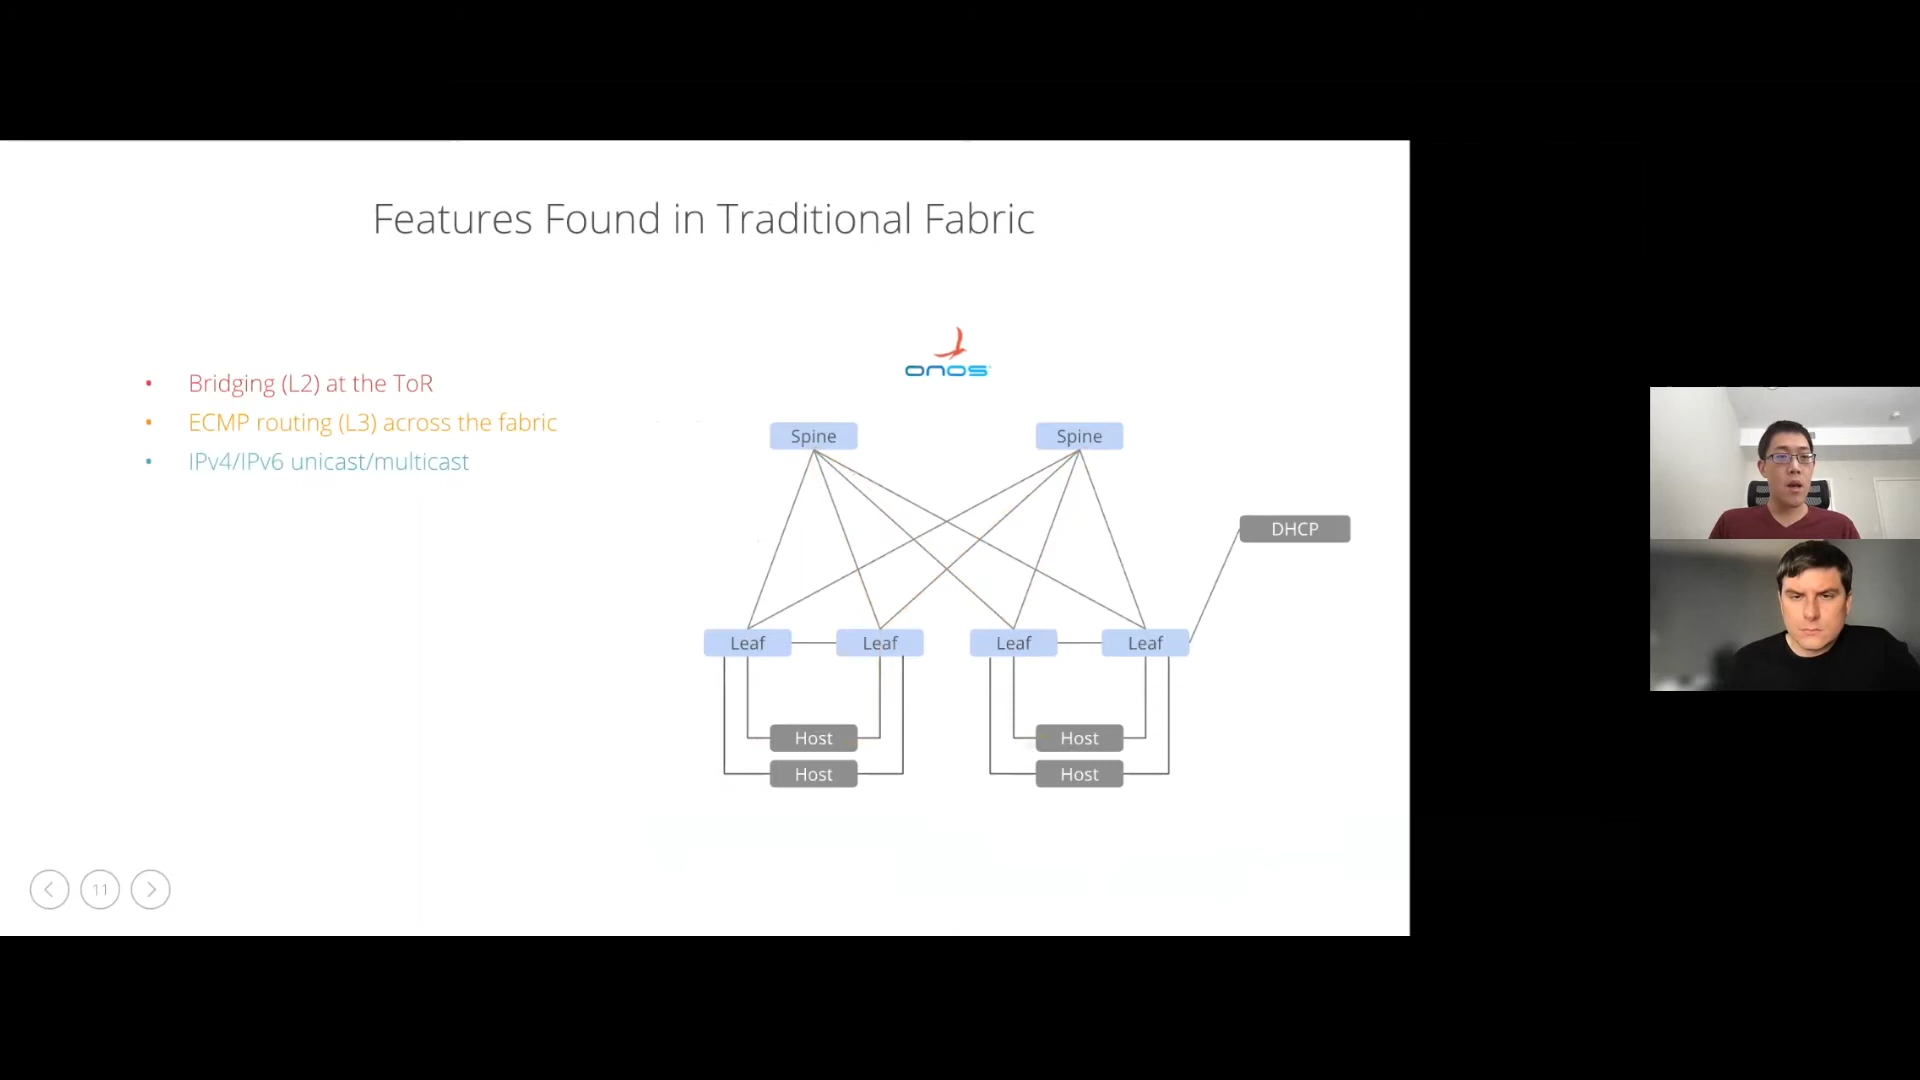 Features Found in Traditional Fabric
• Bridging (L2) at the ToR
• ECMP routing (L3) across the fabric
• IPv4/IPv6 unicast/multicast
onos
Spine Spine
DHCP
Leaf Leaf Leaf Leaf
Host Host
Host Host
11